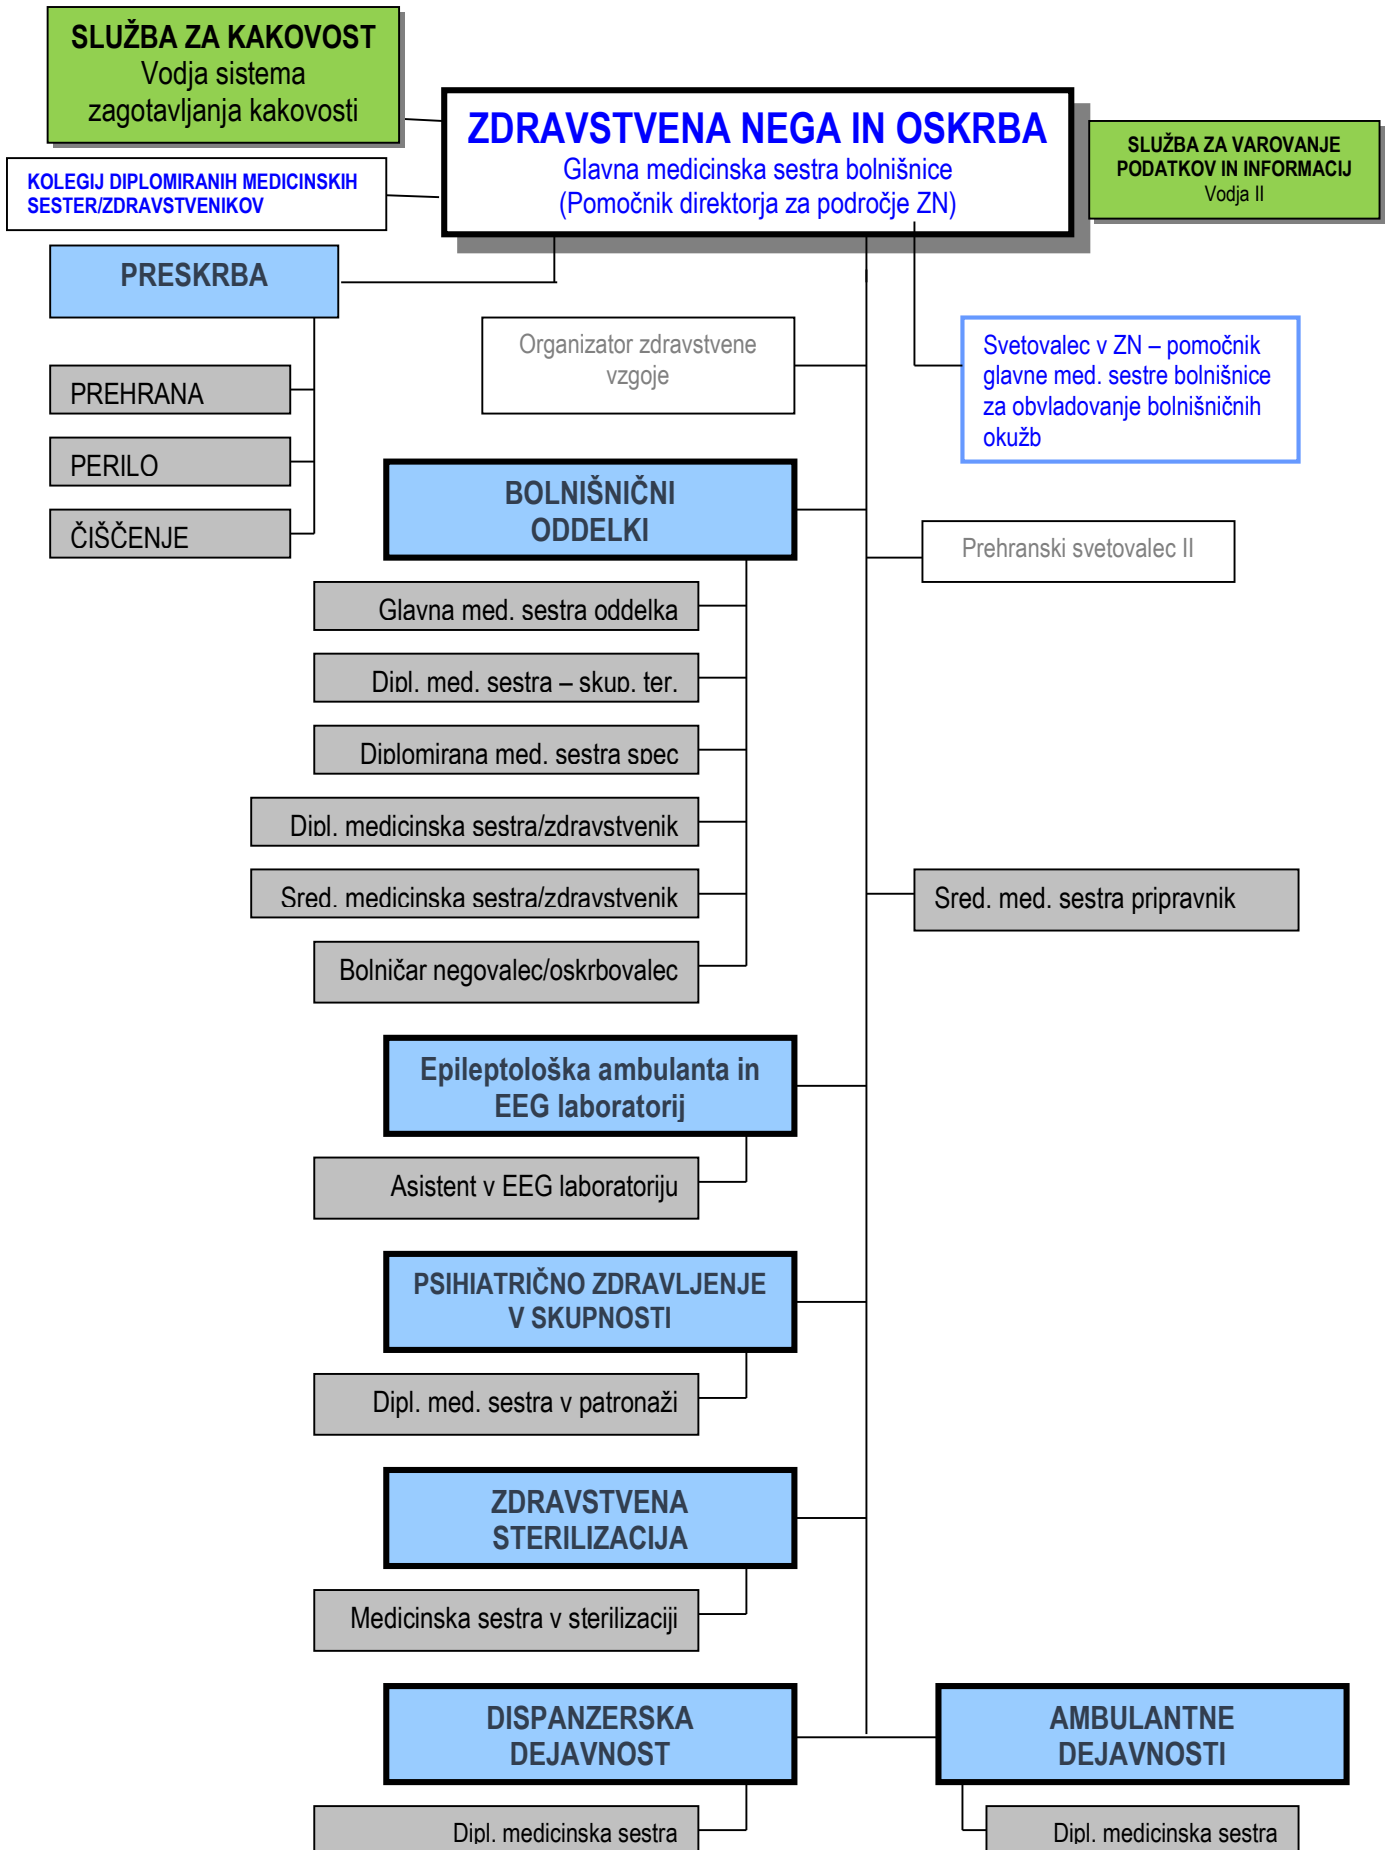 SLUŽBA ZA KAKOVOST
Vodja sistema
zagotavljanja kakovosti
ZDRAVSTVENA NEGA IN OSKRBA
Glavna medicinska sestra bolnišnice
(Pomočnik direktorja za področje ZN)
SLUŽBA ZA VAROVANJE
PODATKOV IN INFORMACIJ
Vodja II
KOLEGIJ DIPLOMIRANIH MEDICINSKIH
SESTER/ZDRAVSTVENIKOV
PRESKRBA
PREHRANA
PERILO
ČIŠČENJE
Organizator zdravstvene
vzgoje
Svetovalec v ZN – pomočnik
glavne med. sestre bolnišnice
za obvladovanje bolnišničnih
okužb
BOLNIŠNIČNI
ODDELKI
Prehranski svetovalec II
Glavna med. sestra oddelka
Dipl. med. sestra – skup. ter.
Diplomirana med. sestra spec
Dipl. medicinska sestra/zdravstvenik
Sred. medicinska sestra/zdravstvenik
Sred. med. sestra pripravnik
Bolničar negovalec/oskrbovalec
Epileptološka ambulanta in
EEG laboratorij
Asistent v EEG laboratoriju
PSIHIATRIČNO ZDRAVLJENJE
V SKUPNOSTI
Dipl. med. sestra v patronaži
ZDRAVSTVENA
STERILIZACIJA
Medicinska sestra v sterilizaciji
DISPANZERSKA
DEJAVNOST
AMBULANTNE
DEJAVNOSTI
Dipl. medicinska sestra
Dipl. medicinska sestra